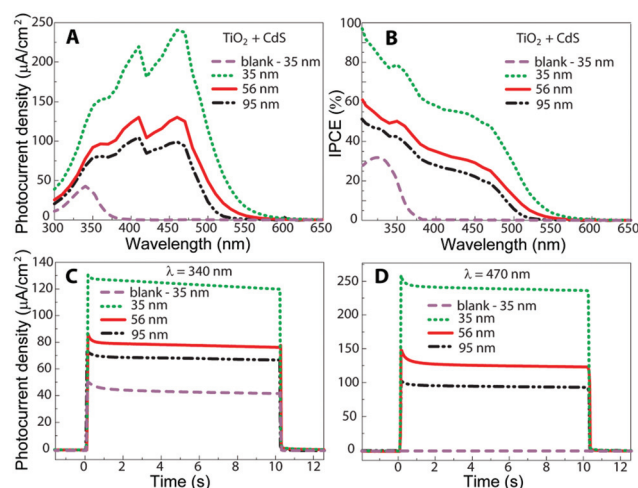 A
TiO₂ + CdS
blank - 35 nm
35 nm
56 nm
95 nm
Photocurrent density (µA/cm²)
250
200
150
100
50
0
300 350 400 450 500 550 600 650
Wavelength (nm)
B
TiO₂ + CdS
blank - 35 nm
35 nm
56 nm
95 nm
IPCE (%)
100
80
60
40
20
0
350 400 450 500 550 600 650
Wavelength (nm)
C
λ = 340 nm
blank - 35 nm
35 nm
56 nm
95 nm
Photocurrent density (µA/cm²)
140
120
100
80
60
40
20
0
0 2 4 6 8 10 12
Time (s)
D
λ = 470 nm
blank - 35 nm
35 nm
56 nm
95 nm
250
200
150
100
50
0
0 2 4 6 8 10 12
Time (s)